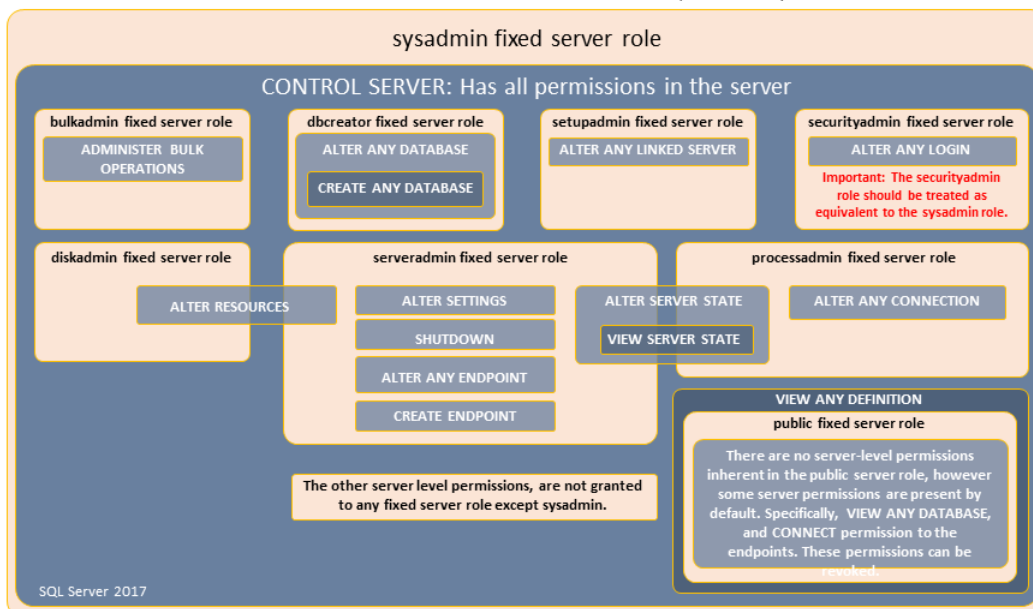 sysadmin fixed server role
CONTROL SERVER: Has all permissions in the server
bulkadmin fixed server role
ADMINISTER BULK
OPERATIONS
dbcreator fixed server role
ALTER ANY DATABASE
CREATE ANY DATABASE
setupadmin fixed server role
ALTER ANY LINKED SERVER
securityadmin fixed server role
ALTER ANY LOGIN
Important: The securityadmin
role should be treated as
equivalent to the sysadmin role.
diskadmin fixed server role
ALTER RESOURCES
serveradmin fixed server role
ALTER SETTINGS
SHUTDOWN
ALTER ANY ENDPOINT
CREATE ENDPOINT
ALTER SERVER STATE
VIEW SERVER STATE
processadmin fixed server role
ALTER ANY CONNECTION
VIEW ANY DEFINITION
public fixed server role
There are no server-level permissions
inherent in the public server role, however
some server permissions are present by
default. Specifically, VIEW ANY DATABASE,
and CONNECT permission to the
endpoints. These permissions can be
revoked.
The other server level permissions, are not granted
to any fixed server role except sysadmin.
SQL Server 2017